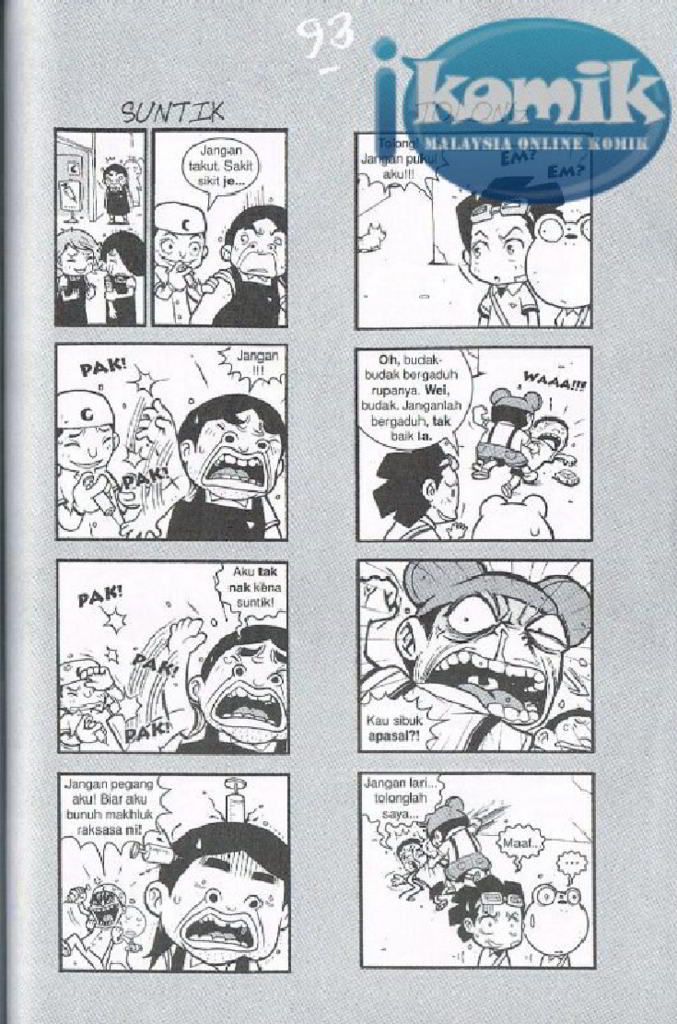 93
ikomik
MALAYSIA ONLINE KOMIK
SUNTIK
Jangan
takut. Sakit
sikit je...
PAK!
Jangan
!!!
PAK!
Aku tak
nak kena
suntik!
PAK!
PAK!
PAK!
Jangan pegang
aku! Biar aku
bunuh makhluk
raksasa ni!
TOLONG
Tolong!
Jangan pukul
aku!!!
EM?
EM?
Oh, budak-
budak bergaduh
rupanya. Wei,
budak. Janganlah
bergaduh, tak
baik la.
WAAA!!!
Kau sibuk
apasal?!
Jangan lari...
tolonglah
saya...
Maaf...
...